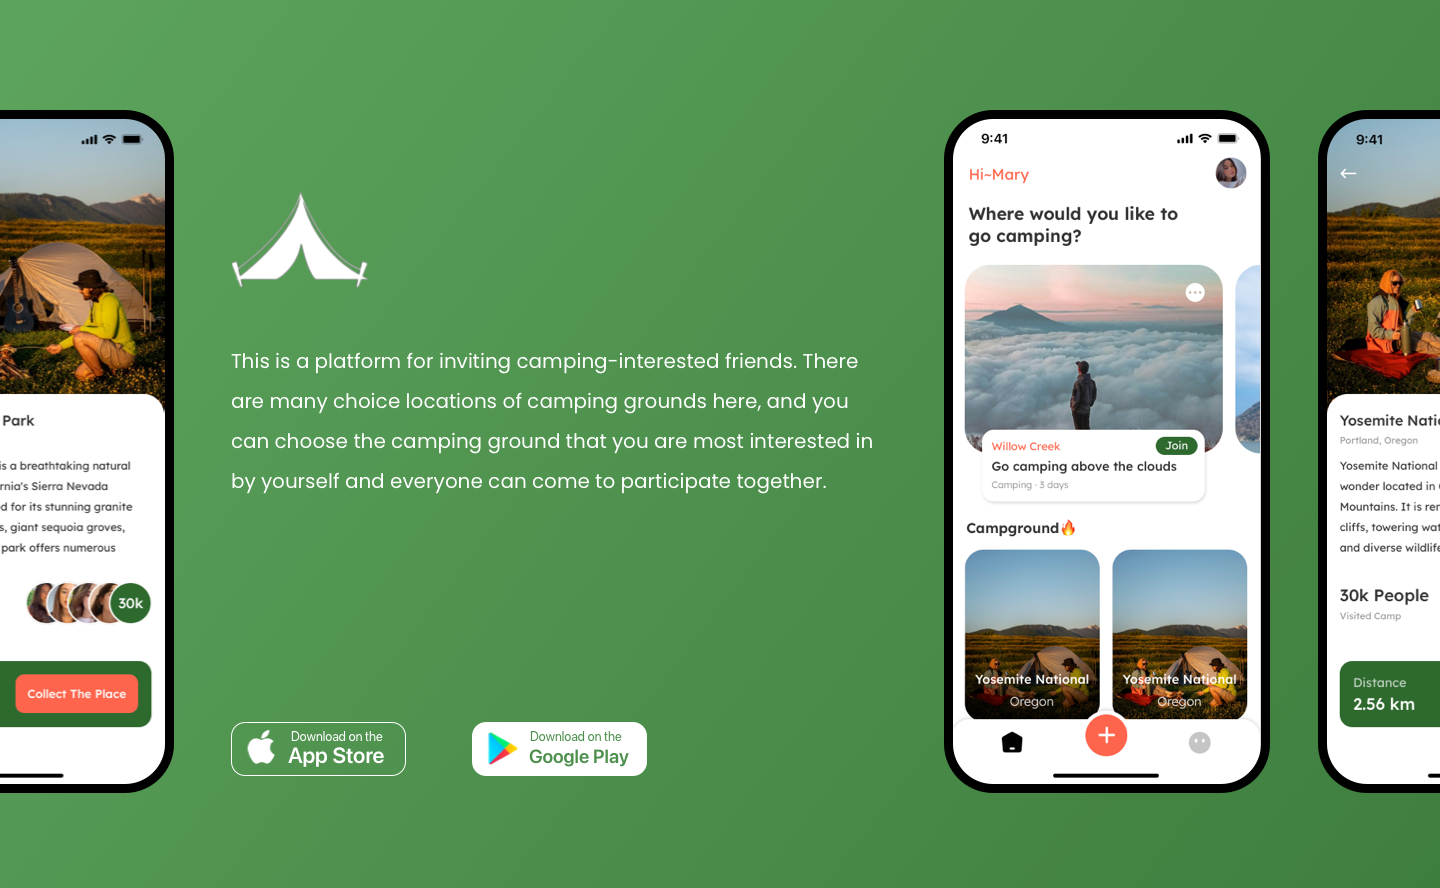 Park
is a breathtaking natural
rnia's Sierra Nevada
d for its stunning granite
s, giant sequoia groves,
park offers numerous
30k
Collect The Place
This is a platform for inviting camping-interested friends. There
are many choice locations of camping grounds here, and you
can choose the camping ground that you are most interested in
by yourself and everyone can come to participate together.
Download on the
App Store
Download on the
Google Play
9:41
Hi~Mary
Where would you like to
go camping?
Willow Creek
Join
Go camping above the clouds
Camping · 3 days
Campground🔥
Yosemite National
Oregon
Yosemite National
Oregon
9:41
Yosemite Natio
Portland, Oregon
Yosemite National
wonder located in
Mountains. It is ren
cliffs, towering wat
and diverse wildlife
30k People
Visited Camp
Distance
2.56 km